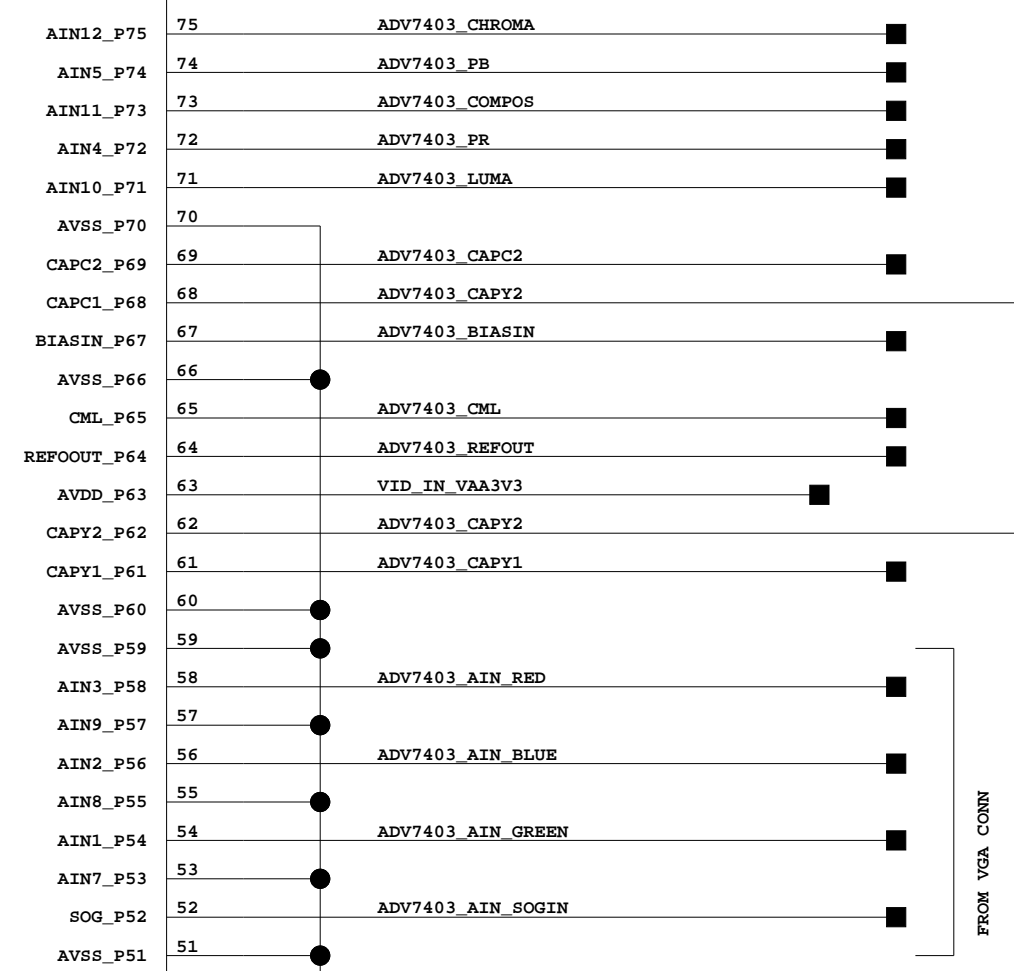 AIN12_P75 75 ADV7403_CHROMA
AIN5_P74 74 ADV7403_PB
AIN11_P73 73 ADV7403_COMPOS
AIN4_P72 72 ADV7403_PR
AIN10_P71 71 ADV7403_LUMA
AVSS_P70 70
CAPC2_P69 69 ADV7403_CAPC2
CAPC1_P68 68 ADV7403_CAPY2
BIASIN_P67 67 ADV7403_BIASIN
AVSS_P66 66
CML_P65 65 ADV7403_CML
REFOOUT_P64 64 ADV7403_REFOUT
AVDD_P63 63 VID_IN_VAA3V3
CAPY2_P62 62 ADV7403_CAPY2
CAPY1_P61 61 ADV7403_CAPY1
AVSS_P60 60
AVSS_P59 59
AIN3_P58 58 ADV7403_AIN_RED
AIN9_P57 57
AIN2_P56 56 ADV7403_AIN_BLUE
AIN8_P55 55
AIN1_P54 54 ADV7403_AIN_GREEN
AIN7_P53 53
SOG_P52 52 ADV7403_AIN_SOGIN
AVSS_P51 51
FROM VGA CONN